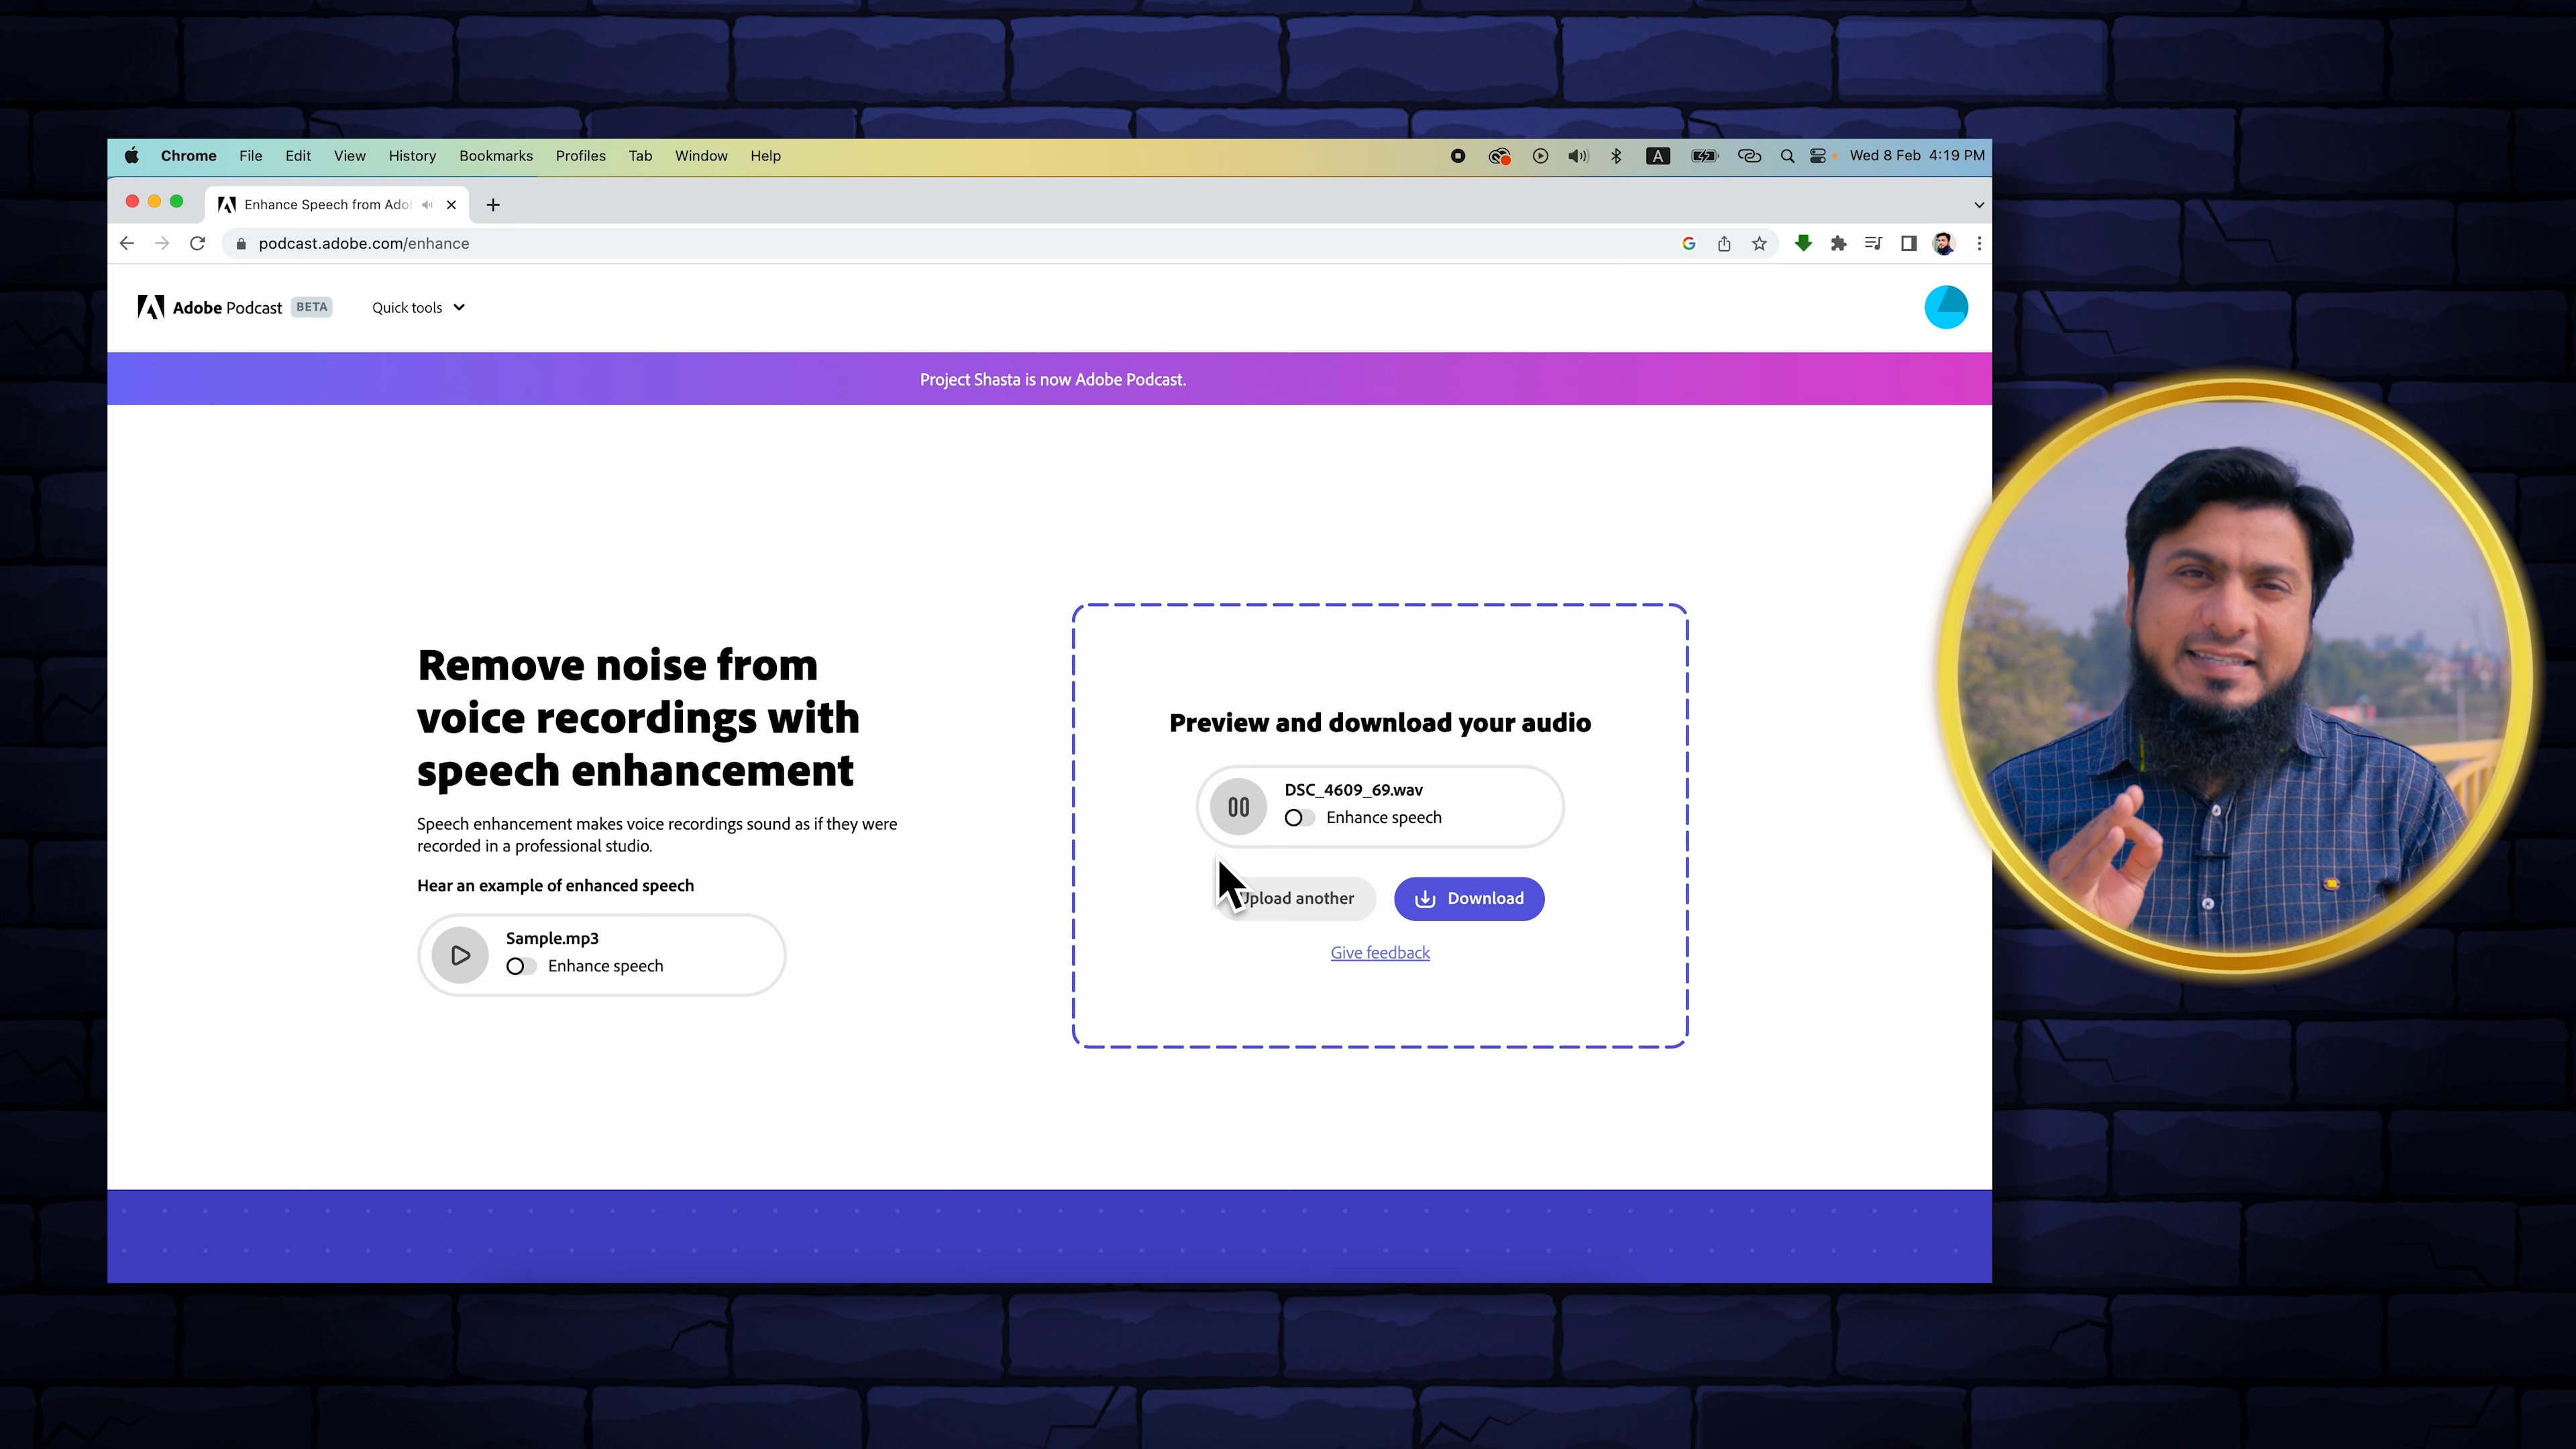 Chrome File Edit View History Bookmarks Profiles Tab Window Help
A Wed 8 Feb 4:19 PM
Enhance Speech from Ado
podcast.adobe.com/enhance
Adobe Podcast BETA Quick tools
Project Shasta is now Adobe Podcast.
Remove noise from
voice recordings with
speech enhancement
Speech enhancement makes voice recordings sound as if they were
recorded in a professional studio.
Hear an example of enhanced speech
Sample.mp3
Enhance speech
Preview and download your audio
DSC_4609_69.wav
Enhance speech
Upload another
Download
Give feedback